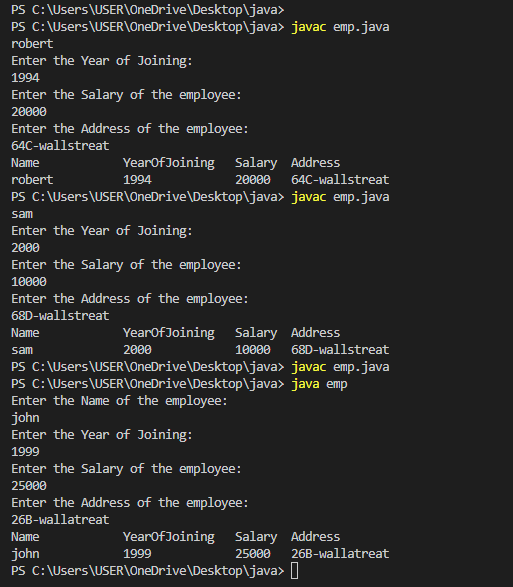 PS C:\Users\USER\OneDrive\Desktop\java>
PS C:\Users\USER\OneDrive\Desktop\java> javac emp.java
robert
Enter the Year of Joining:
1994
Enter the Salary of the employee:
20000
Enter the Address of the employee:
64C-wallstreat
Name YearOfJoining Salary Address
robert 1994 20000 64C-wallstreat
PS C:\Users\USER\OneDrive\Desktop\java> javac emp.java
sam
Enter the Year of Joining:
2000
Enter the Salary of the employee:
10000
Enter the Address of the employee:
68D-wallstreat
Name YearOfJoining Salary Address
sam 2000 10000 68D-wallstreat
PS C:\Users\USER\OneDrive\Desktop\java> javac emp.java
PS C:\Users\USER\OneDrive\Desktop\java> java emp
Enter the Name of the employee:
john
Enter the Year of Joining:
1999
Enter the Salary of the employee:
25000
Enter the Address of the employee:
26B-wallatreat
Name YearOfJoining Salary Address
john 1999 25000 26B-wallatreat
PS C:\Users\USER\OneDrive\Desktop\java>